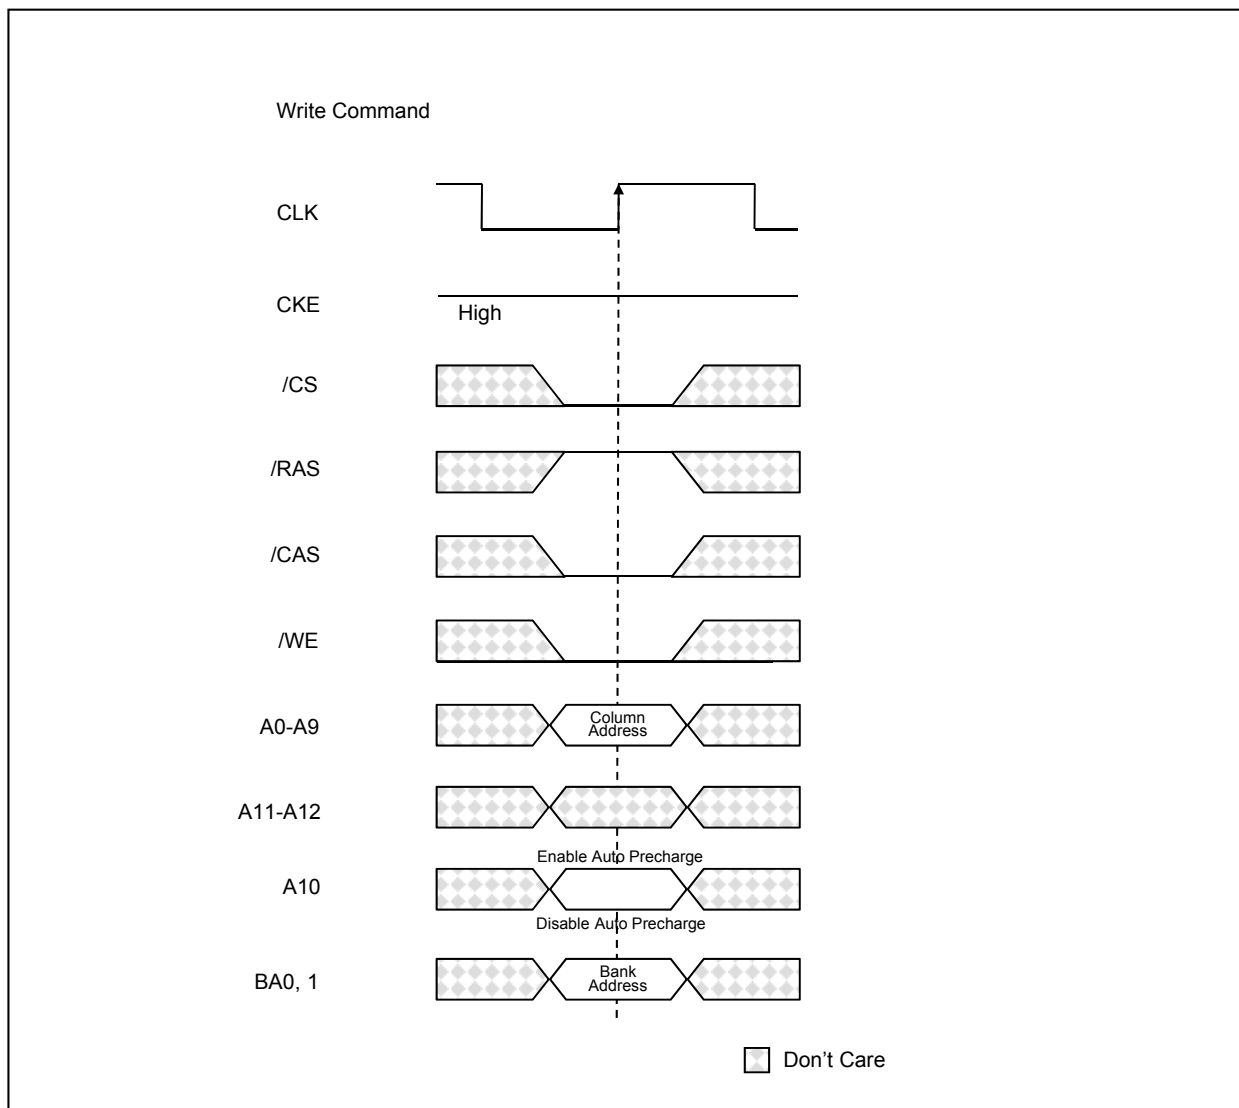 Write Command
CLK
CKE
High
/CS
/RAS
/CAS
/WE
A0-A9
Column
Address
A11-A12
Enable Auto Precharge
A10
Disable Auto Precharge
BA0, 1
Bank
Address
Don't Care